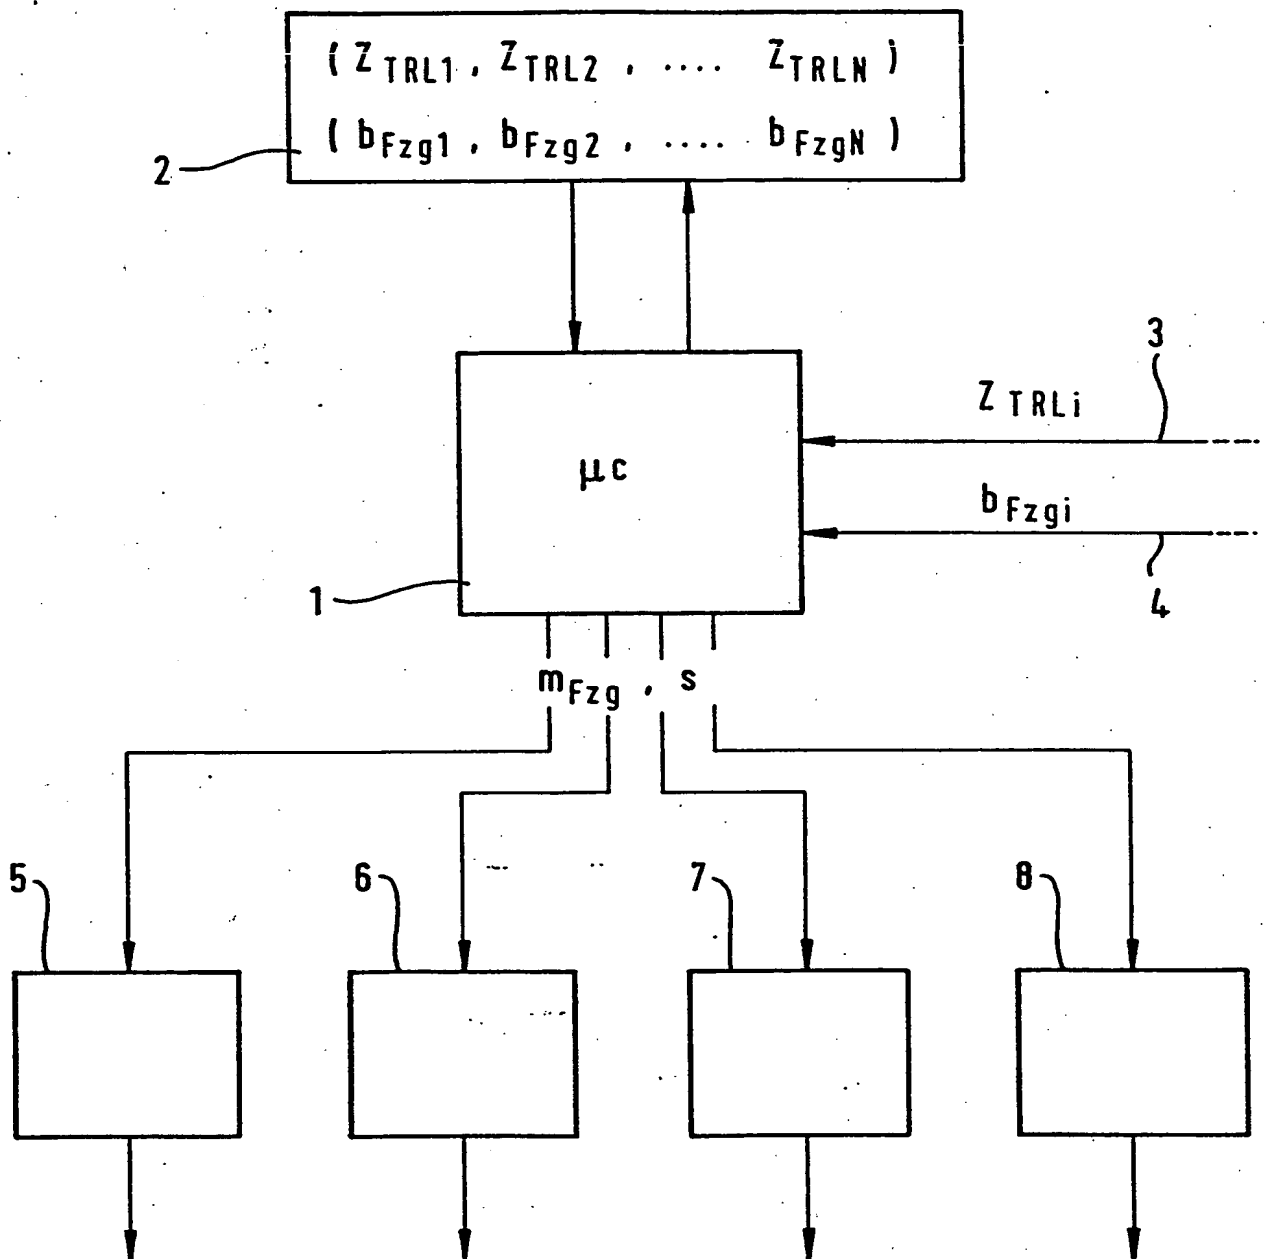 ( Z TRL1 , Z TRL2 , .... Z TRLN )
( b Fzg1 , b Fzg2 , .... b FzgN )
2
3
Z TRLi
μc
b Fzgi
1
4
m Fzg , s
5
6
7
8